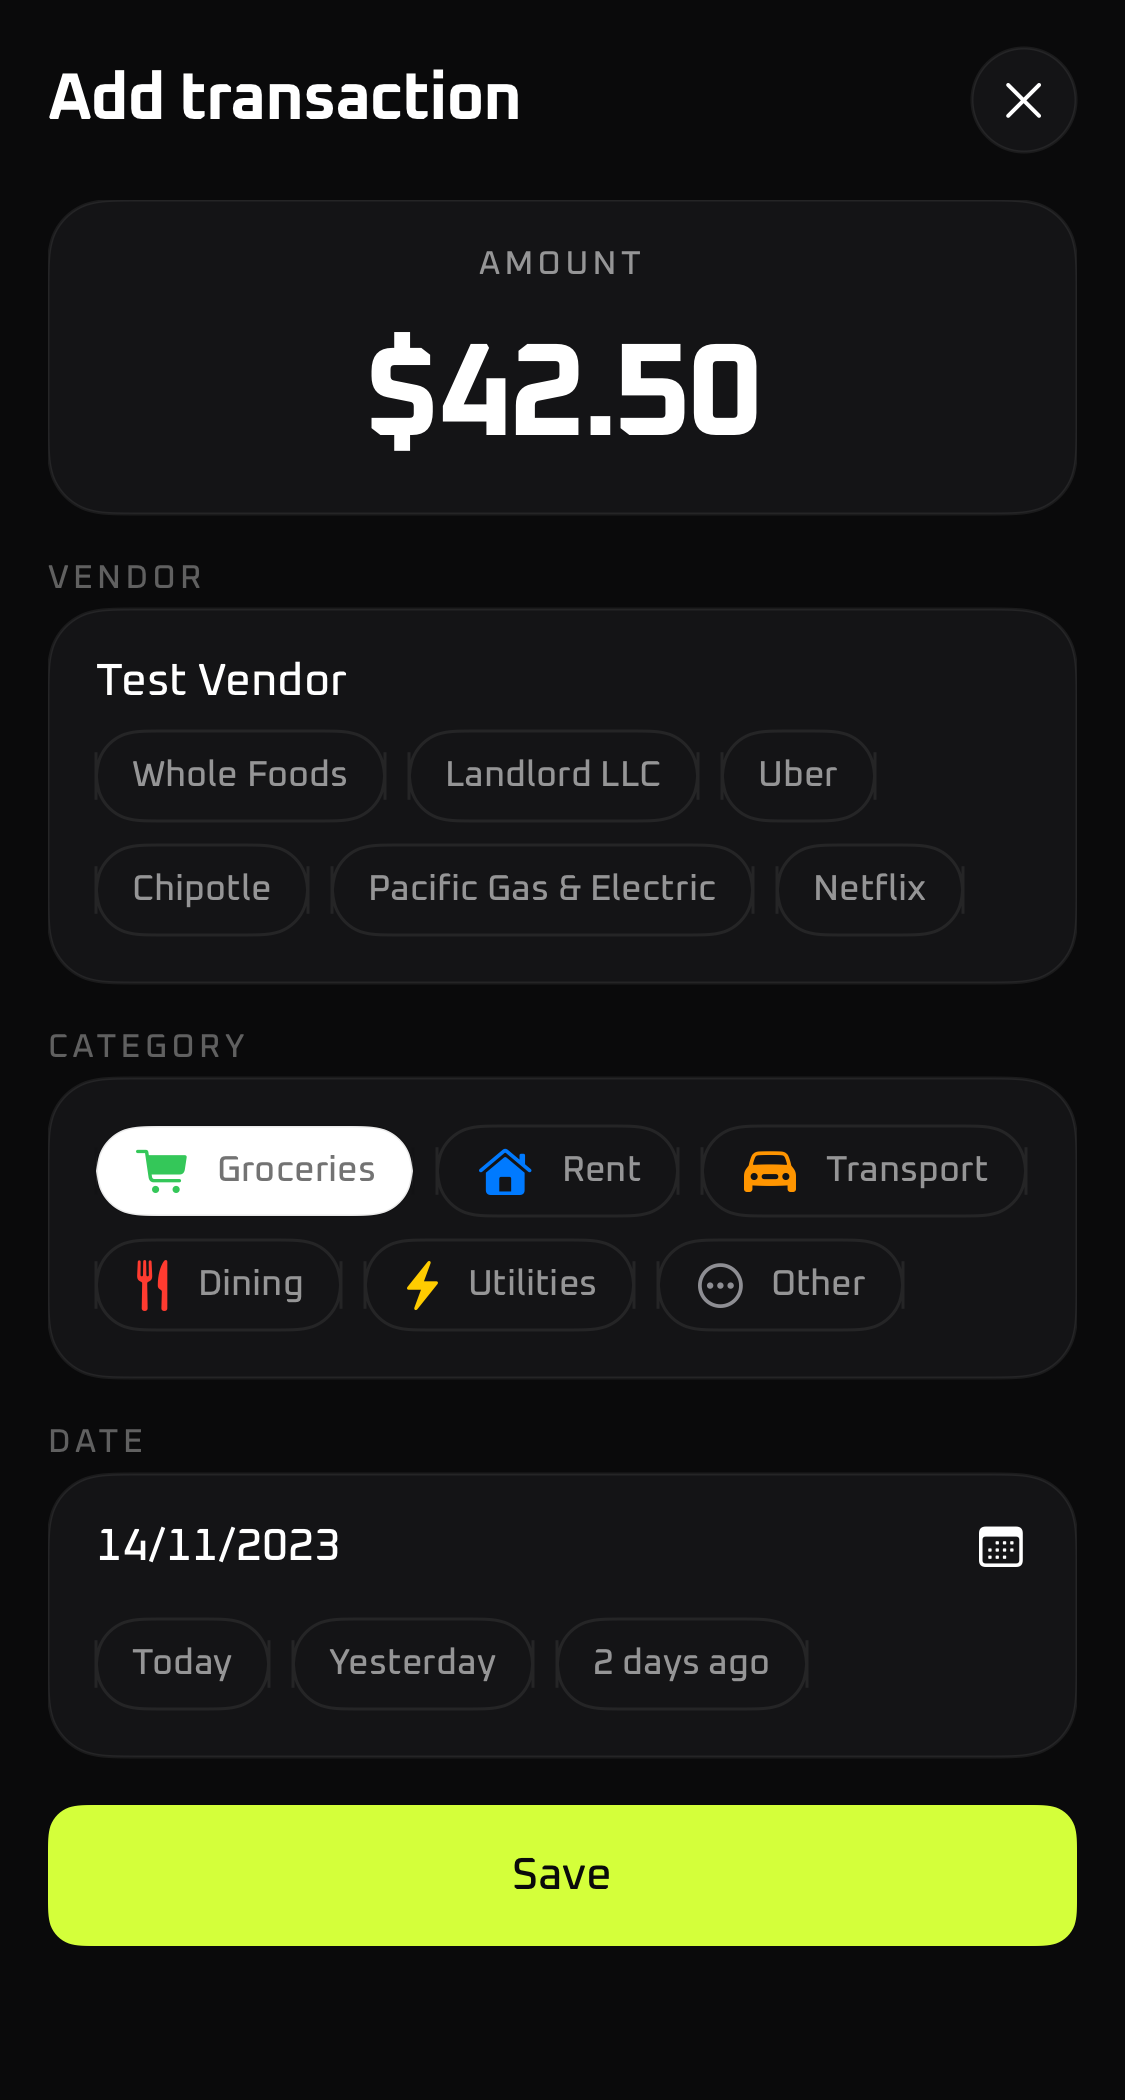 Add transaction
AMOUNT
$42.50
VENDOR
Test Vendor
Whole Foods Landlord LLC Uber
Chipotle Pacific Gas & Electric Netflix
CATEGORY
Groceries Rent Transport
Dining Utilities Other
DATE
14/11/2023
Today Yesterday 2 days ago
Save